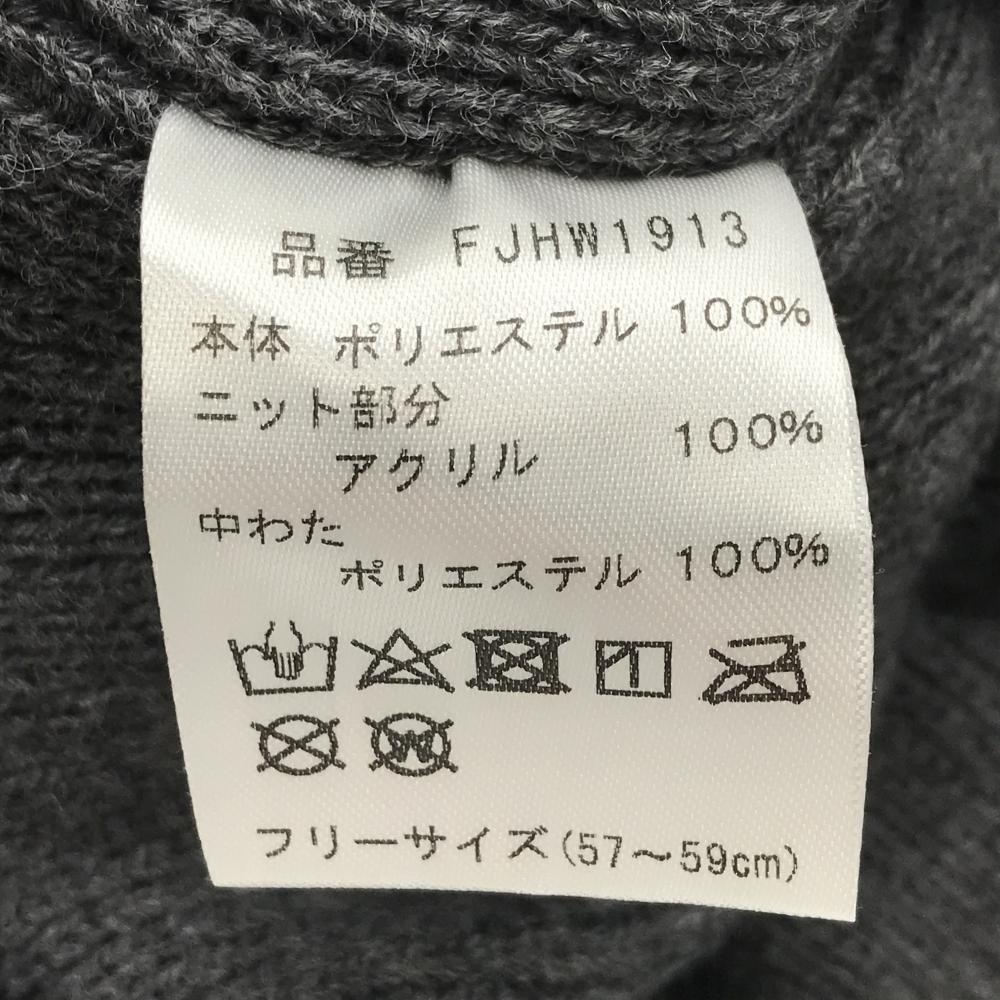 品番 FJHW1913
本体 ポリエステル 100%
ニット部分
アクリル 100%
中わた
ポリエステル 100%
W
フリーサイズ(57〜59cm)